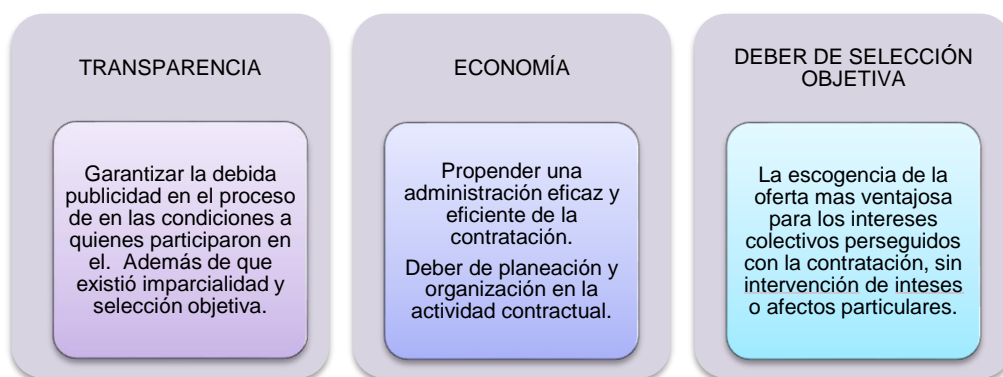 TRANSPARENCIA
Garantizar la debida
publicidad en el proceso
de en las condiciones a
quienes participaron en
el. Además de que
existió imparcialidad y
selección objetiva.
ECONOMÍA
Propender una
administración eficaz y
eficiente de la
contratación.
Deber de planeación y
organización en la
actividad contractual.
DEBER DE SELECCIÓN
OBJETIVA
La escogencia de la
oferta mas ventajosa
para los intereses
colectivos perseguidos
con la contratación, sin
intervención de inteses
o afectos particulares.